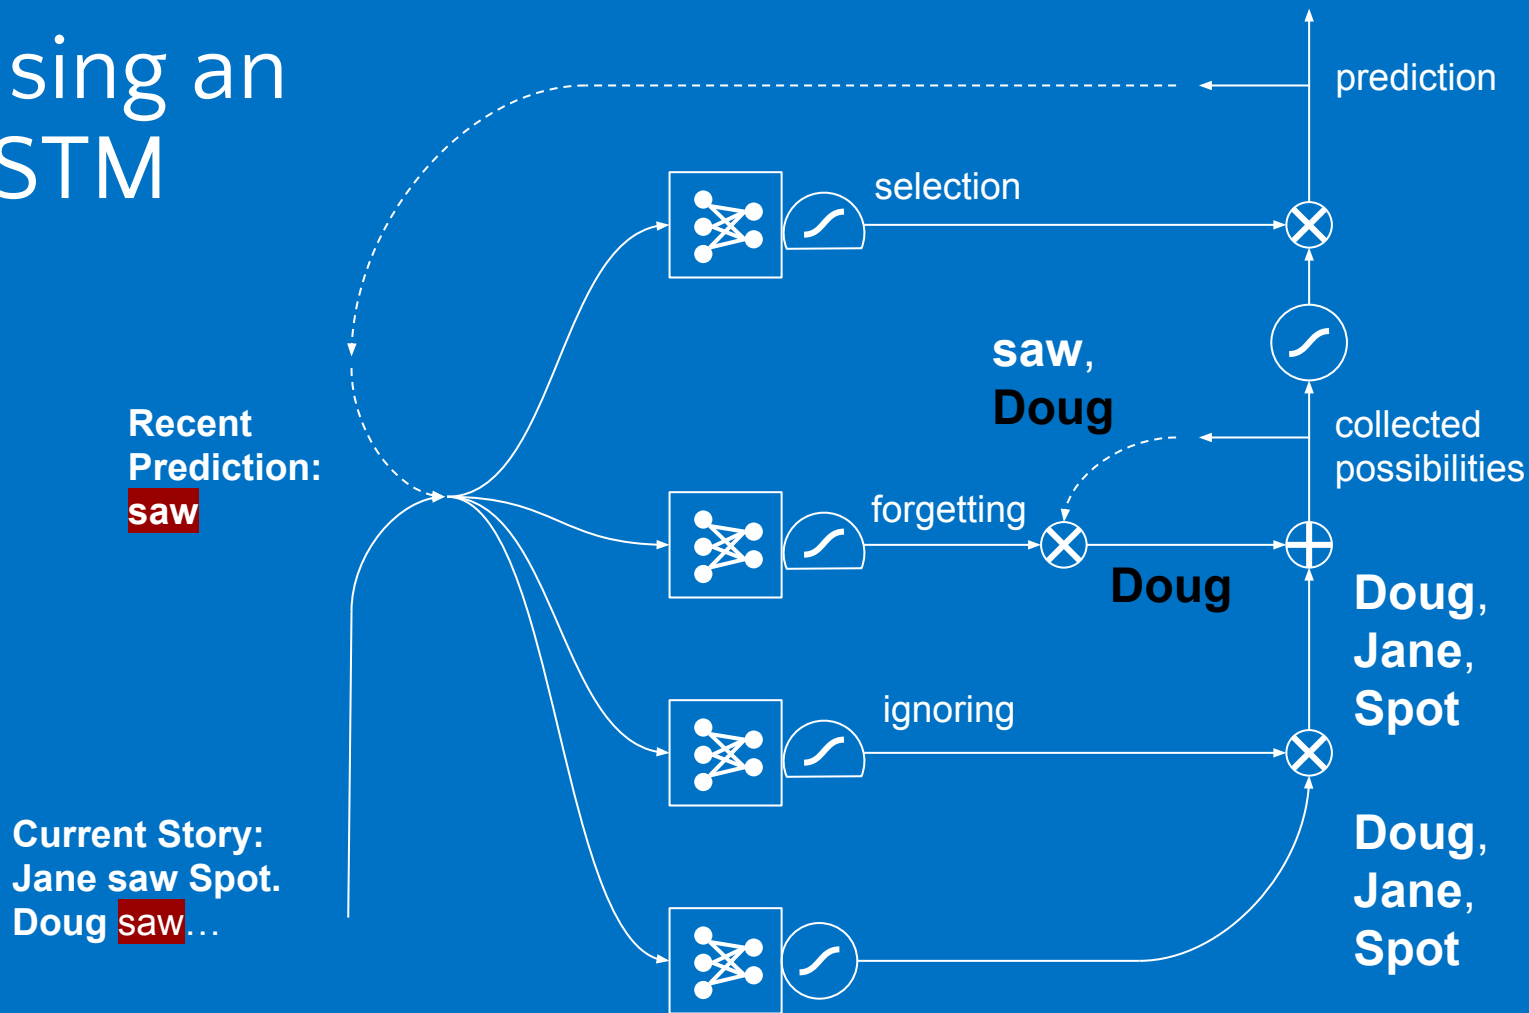 sing an
STM
prediction
selection
saw,
Doug
Recent
Prediction:
saw
collected
possibilities
forgetting
Doug
Doug,
Jane,
Spot
ignoring
Current Story:
Jane saw Spot.
Doug saw...
Doug,
Jane,
Spot